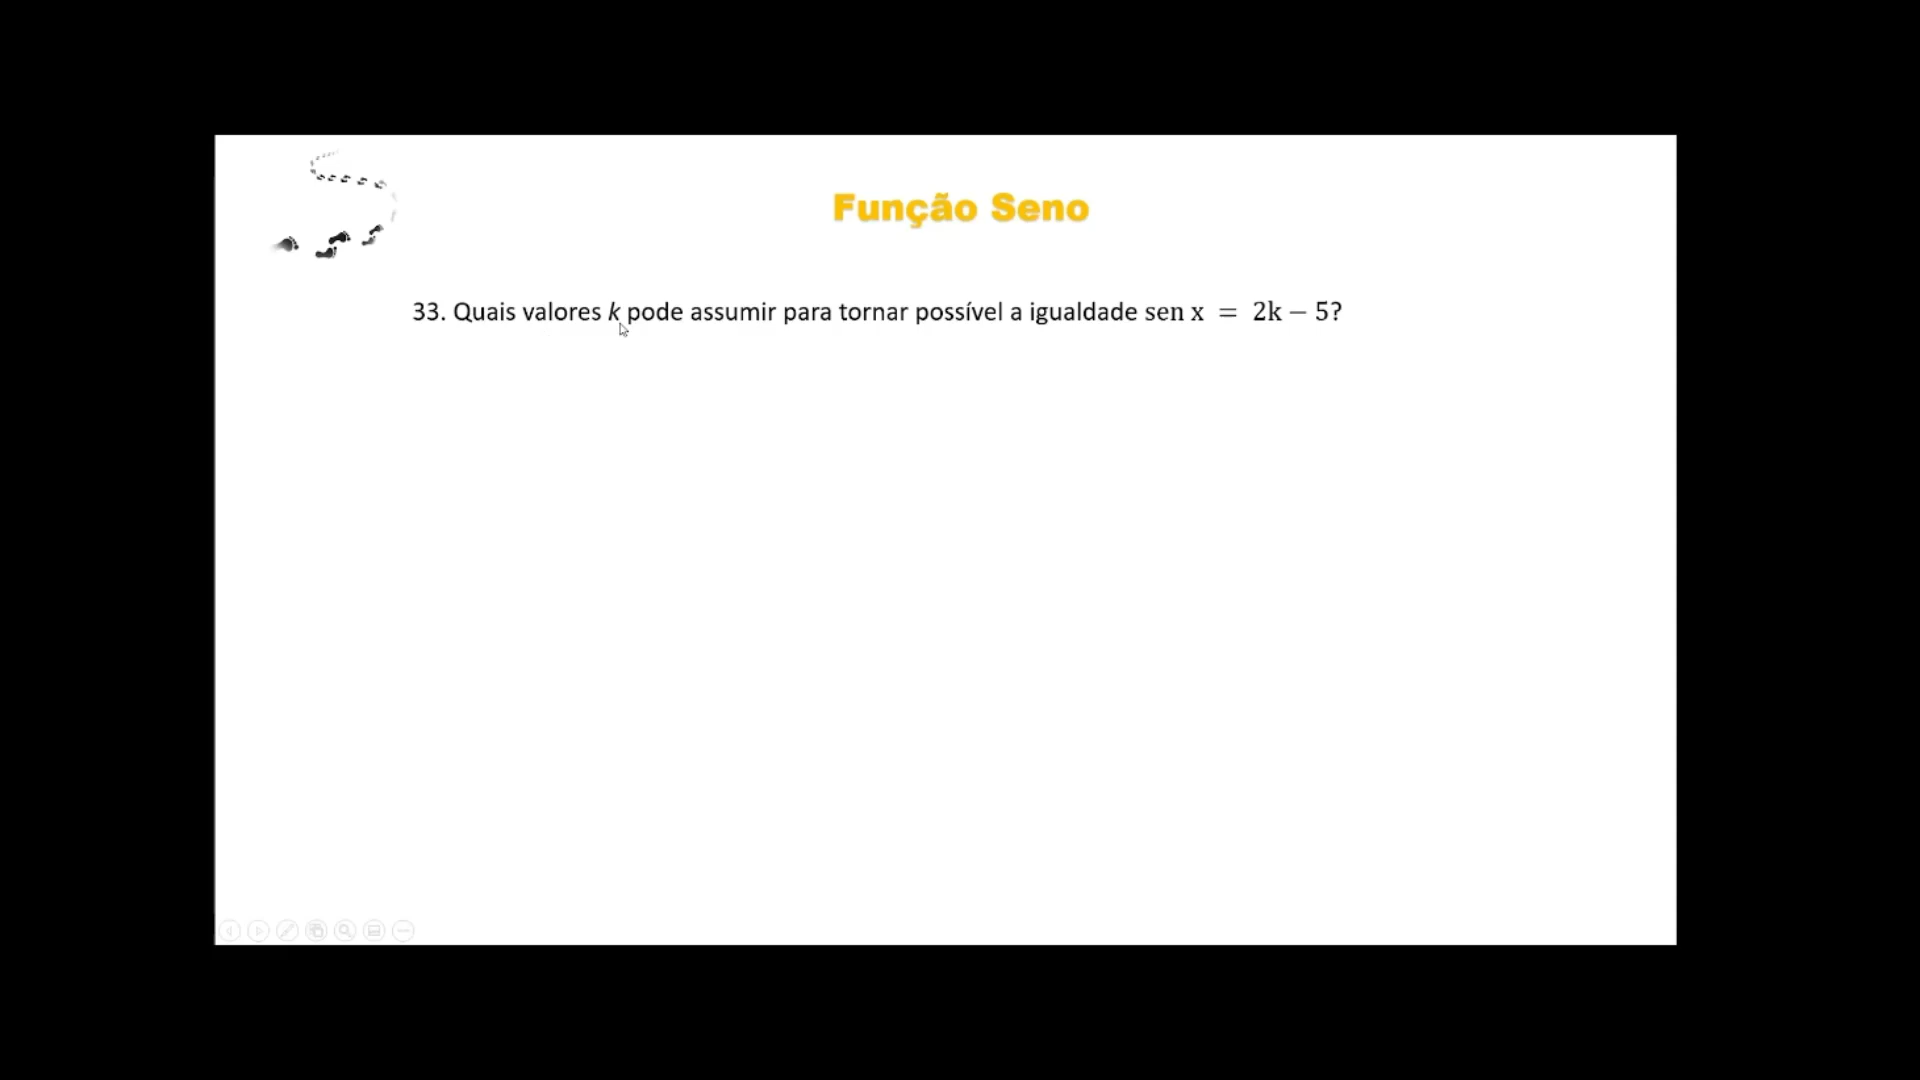 Função Seno
33. Quais valores k pode assumir para tornar possível a igualdade sen x = 2k − 5?